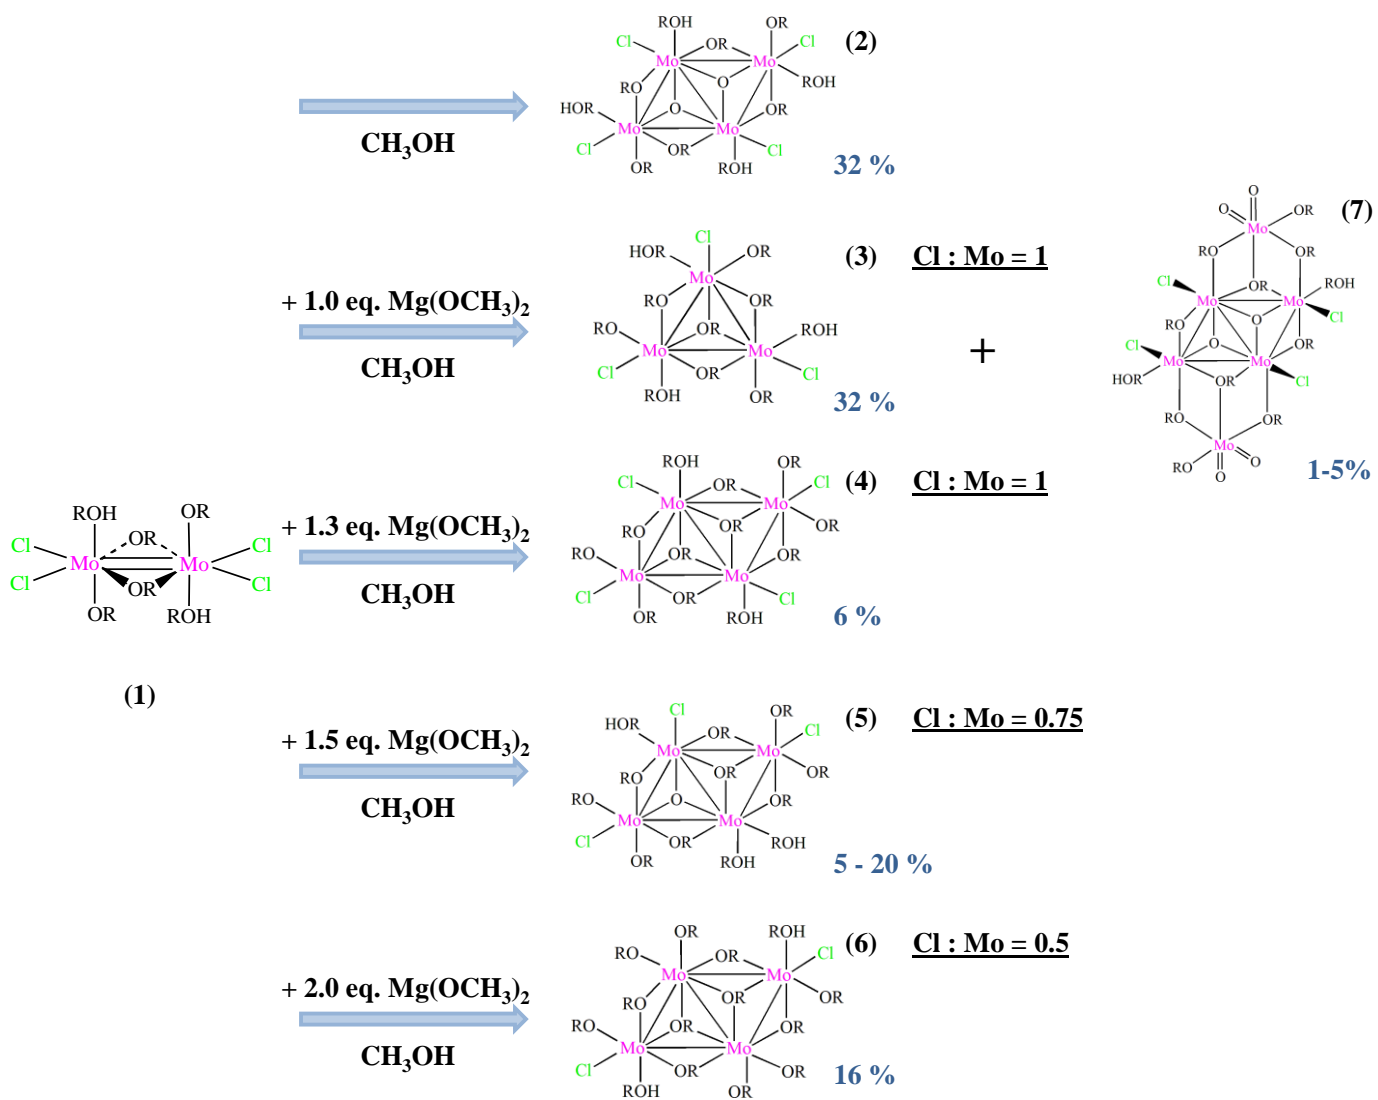 ROH
OR
Cl
OR
Cl
(2)
Mo
Mo
RO
O
ROH
HOR
O
OR
CH3OH
Mo
Mo
Cl
OR
Cl
OR
ROH
32 %
O
O
OR
(7)
Mo
Cl
HOR
OR
(3)
Cl : Mo = 1
RO
OR
Mo
Cl
OR
ROH
+ 1.0 eq. Mg(OCH3)2
RO
OR
Mo
Mo
Cl
RO
OR
ROH
RO
O
+
O
OR
CH3OH
Mo
Mo
Cl
Cl
OR
Cl
Mo
Mo
HOR
OR
Cl
ROH
OR
32 %
RO
OR
Mo
RO
O
O
1-5%
ROH
OR
Cl
OR
Cl
(4)
Cl : Mo = 1
Mo
Mo
+ 1.3 eq. Mg(OCH3)2
RO
OR
OR
RO
OR
OR
CH3OH
Mo
Mo
Cl
OR
Cl
OR
ROH
6 %
ROH
OR
Cl
OR
Cl
Mo
Mo
Cl
OR
Cl
OR
ROH
(1)
Cl
OR
(5)
Cl : Mo = 0.75
HOR
OR
Cl
Mo
Mo
+ 1.5 eq. Mg(OCH3)2
RO
OR
OR
RO
O
OR
CH3OH
Mo
Mo
Cl
OR
ROH
OR
ROH
5 - 20 %
OR
ROH
(6)
Cl : Mo = 0.5
RO
OR
Cl
Mo
Mo
+ 2.0 eq. Mg(OCH3)2
RO
OR
OR
RO
OR
OR
CH3OH
Mo
Mo
Cl
OR
OR
ROH
OR
16 %